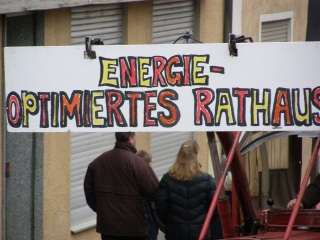 ENERGIE-
OPTIMIERTES RATHAUS